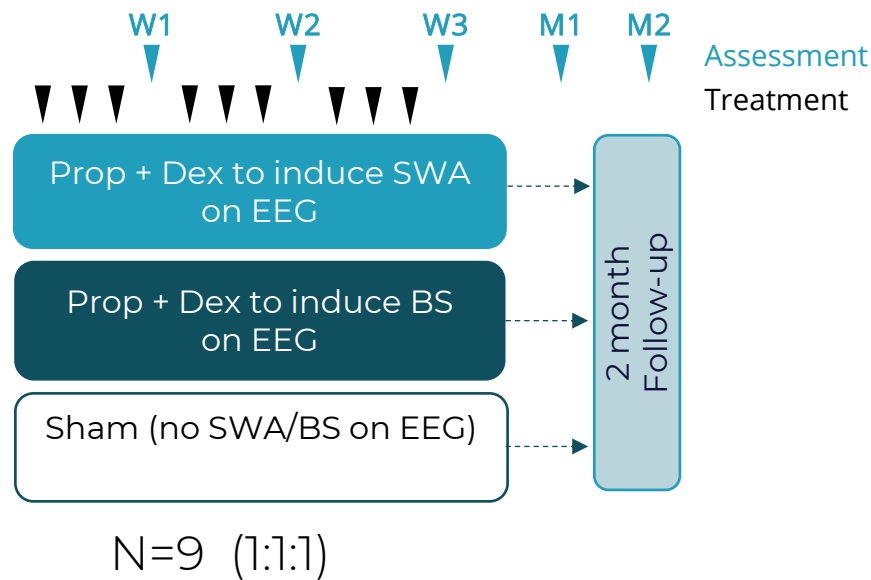 W1 W2 W3 M1 M2
Assessment
Treatment
Prop + Dex to induce SWA
on EEG
Prop + Dex to induce BS
on EEG
Sham (no SWA/BS on EEG)
2 month
Follow-up
N=9 (1:1:1)